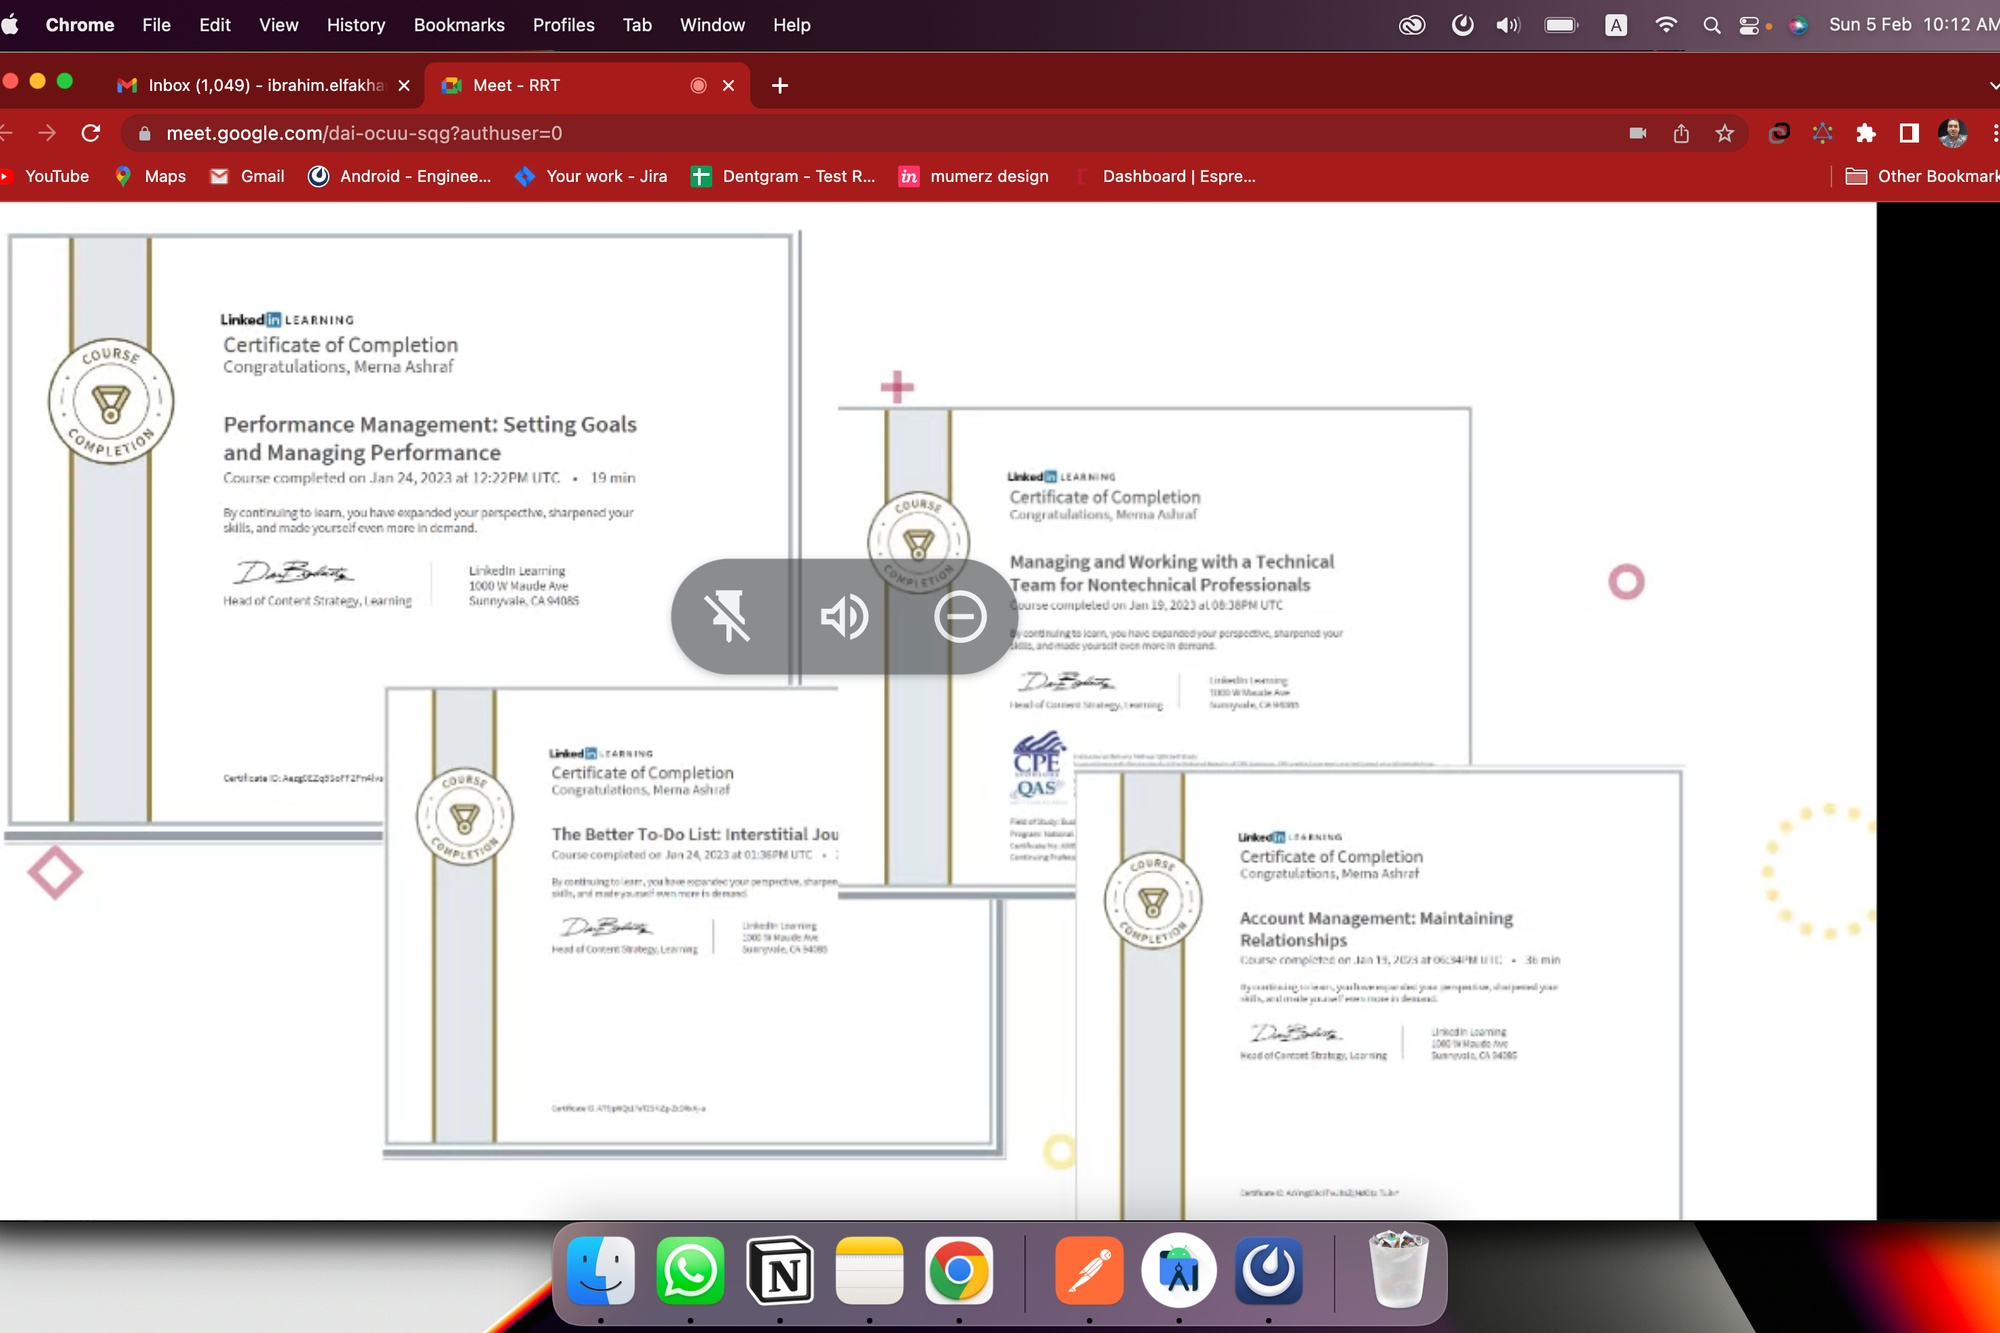 Chrome File Edit View History Bookmarks Profiles Tab Window Help
A
Sun 5 Feb 10:12 AM
Inbox (1,049) - ibrahim.elfakha
Meet - RRT
meet.google.com/dai-ocuu-sqg?authuser=0
YouTube Maps Gmail Android - Enginee... Your work - Jira Dentgram - Test R... in mumerz design Dashboard | Espre... Other Bookmark
COURSE
COMPLETION
Linked in LEARNING
Certificate of Completion
Congratulations, Merna Ashraf
Performance Management: Setting Goals
and Managing Performance
Course completed on Jan 24, 2023 at 12:22PM UTC • 19 min
By continuing to learn, you have expanded your perspective, sharpened your
skills, and made yourself even more in demand.
Head of Content Strategy, Learning
LinkedIn Learning
1000 W Maude Ave
Sunnyvale, CA 94085
Certificate ID:
COURSE
COMPLETION
Linked in LEARNING
Certificate of Completion
Congratulations, Merna Ashraf
Managing and Working with a Technical
Team for Nontechnical Professionals
Course completed on Jan 19, 2023 at 08:38PM UTC
By continuing to learn, you have expanded your perspective, sharpened your
skills, and made yourself even more in demand.
Head of Content Strategy, Learning
LinkedIn Learning
1000 W Maude Ave
Sunnyvale, CA 94085
CPE
QAS
Field of Study:
Program: National
Certificate No:
Continuing
COURSE
COMPLETION
Linked in LEARNING
Certificate of Completion
Congratulations, Merna Ashraf
The Better To-Do List: Interstitial Jou
Course completed on Jan 24, 2023 at 01:36PM UTC •
By continuing to learn, you have expanded your perspective, sharpen
skills, and made yourself even more in demand.
Head of Content Strategy, Learning
LinkedIn Learning
1000 W Maude Ave
Sunnyvale, CA 94085
Certificate ID:
COURSE
COMPLETION
Linked in LEARNING
Certificate of Completion
Congratulations, Merna Ashraf
Account Management: Maintaining
Relationships
Course completed on Jan 19, 2023 at 06:34PM UTC • 36 min
By continuing to learn, you have expanded your perspective, sharpened your
skills, and made yourself even more in demand.
Head of Content Strategy, Learning
LinkedIn Learning
1000 W Maude Ave
Sunnyvale, CA 94085
Certificate ID: